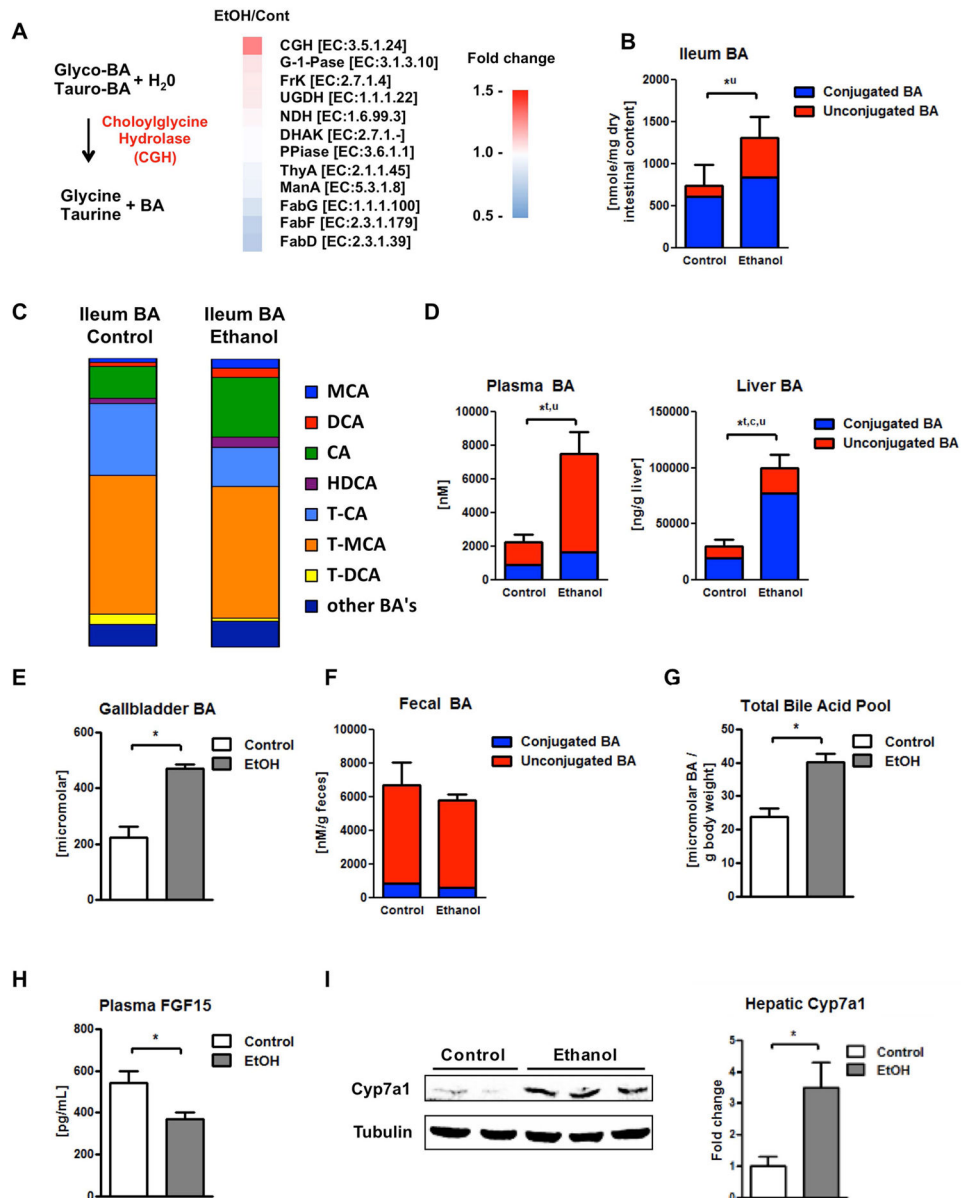 A
EtOH/Cont
Glyco-BA
Tauro-BA + H20
Choloylglycine
Hydrolase
(CGH)
Glycine
Taurine + BA
CGH [EC:3.5.1.24]
G-1-Pase [EC:3.1.3.10]
FrK [EC:2.7.1.4]
UGDH [EC:1.1.1.22]
NDH [EC:1.6.99.3]
DHAK [EC:2.7.1.-]
PPiase [EC:3.6.1.1]
ThyA [EC:2.1.1.45]
ManA [EC:5.3.1.8]
FabG [EC:1.1.1.100]
FabF [EC:2.3.1.179]
FabD [EC:2.3.1.39]
Fold change
1.5
1.0
0.5
B
Ileum BA
[nmole/mg dry
intestinal content]
2000
1500
1000
500
0
*u
Control
Ethanol
Conjugated BA
Unconjugated BA
C
Ileum BA
Control
Ileum BA
Ethanol
MCA
DCA
CA
HDCA
T-CA
T-MCA
T-DCA
other BA's
D
Plasma BA
[nM]
10000
8000
6000
4000
2000
0
*t,u
Control
Ethanol
Liver BA
[ng/g liver]
150000
100000
50000
0
*t,c,u
Control
Ethanol
Conjugated BA
Unconjugated BA
E
Gallbladder BA
[micromolar]
600
400
200
0
*
Control
EtOH
F
Fecal BA
[nM/g feces]
10000
8000
6000
4000
2000
0
Control
Ethanol
Conjugated BA
Unconjugated BA
G
Total Bile Acid Pool
[micromolar BA /
g body weight]
50
40
30
20
10
0
*
Control
EtOH
H
Plasma FGF15
[pg/mL]
800
600
400
200
0
*
Control
EtOH
I
Control
Ethanol
Cyp7a1
Tubulin
Hepatic Cyp7a1
Fold change
5
4
3
2
1
0
*
Control
EtOH